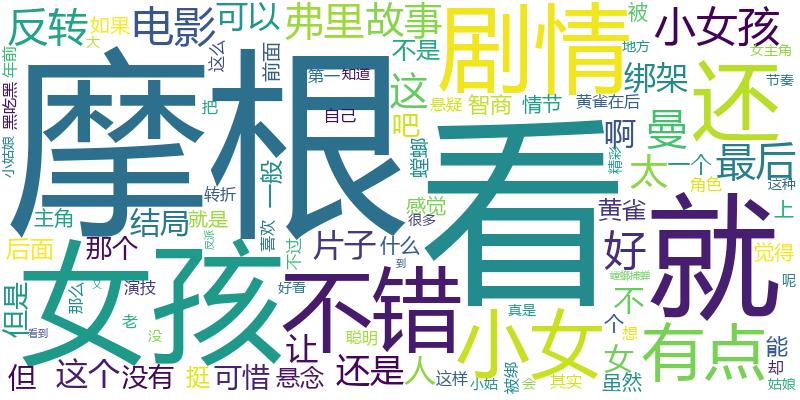 反转
如果
大
电影
可以
弗里
故事
剧情
被
小女孩
地方
女主角
节奏
年前
黑吃黑
小姑娘
这么
前面
第一
知道
不是
这
吧
悬疑
智商
情节
黄雀在后
绑架
还
摩根
把
自己
一般
螳螂
看
啊
曼
精彩
太
一个
最后
角色
这种
主角
结局
转折
就是
喜欢
感觉
很多
黄雀
上
就
后面
那个
反派
不过
片子
什么
到
好
觉得
但是
女孩
那么
又
演技
好看
不错
真是
螳螂捕蝉
呢
看到
老
没
聪明
小女
不
个
想
有点
能
却
让
但
这个
没有
挺
可惜
悬念
还是
人
这样
小姑
被绑
会
其实
女
虽然
姑娘